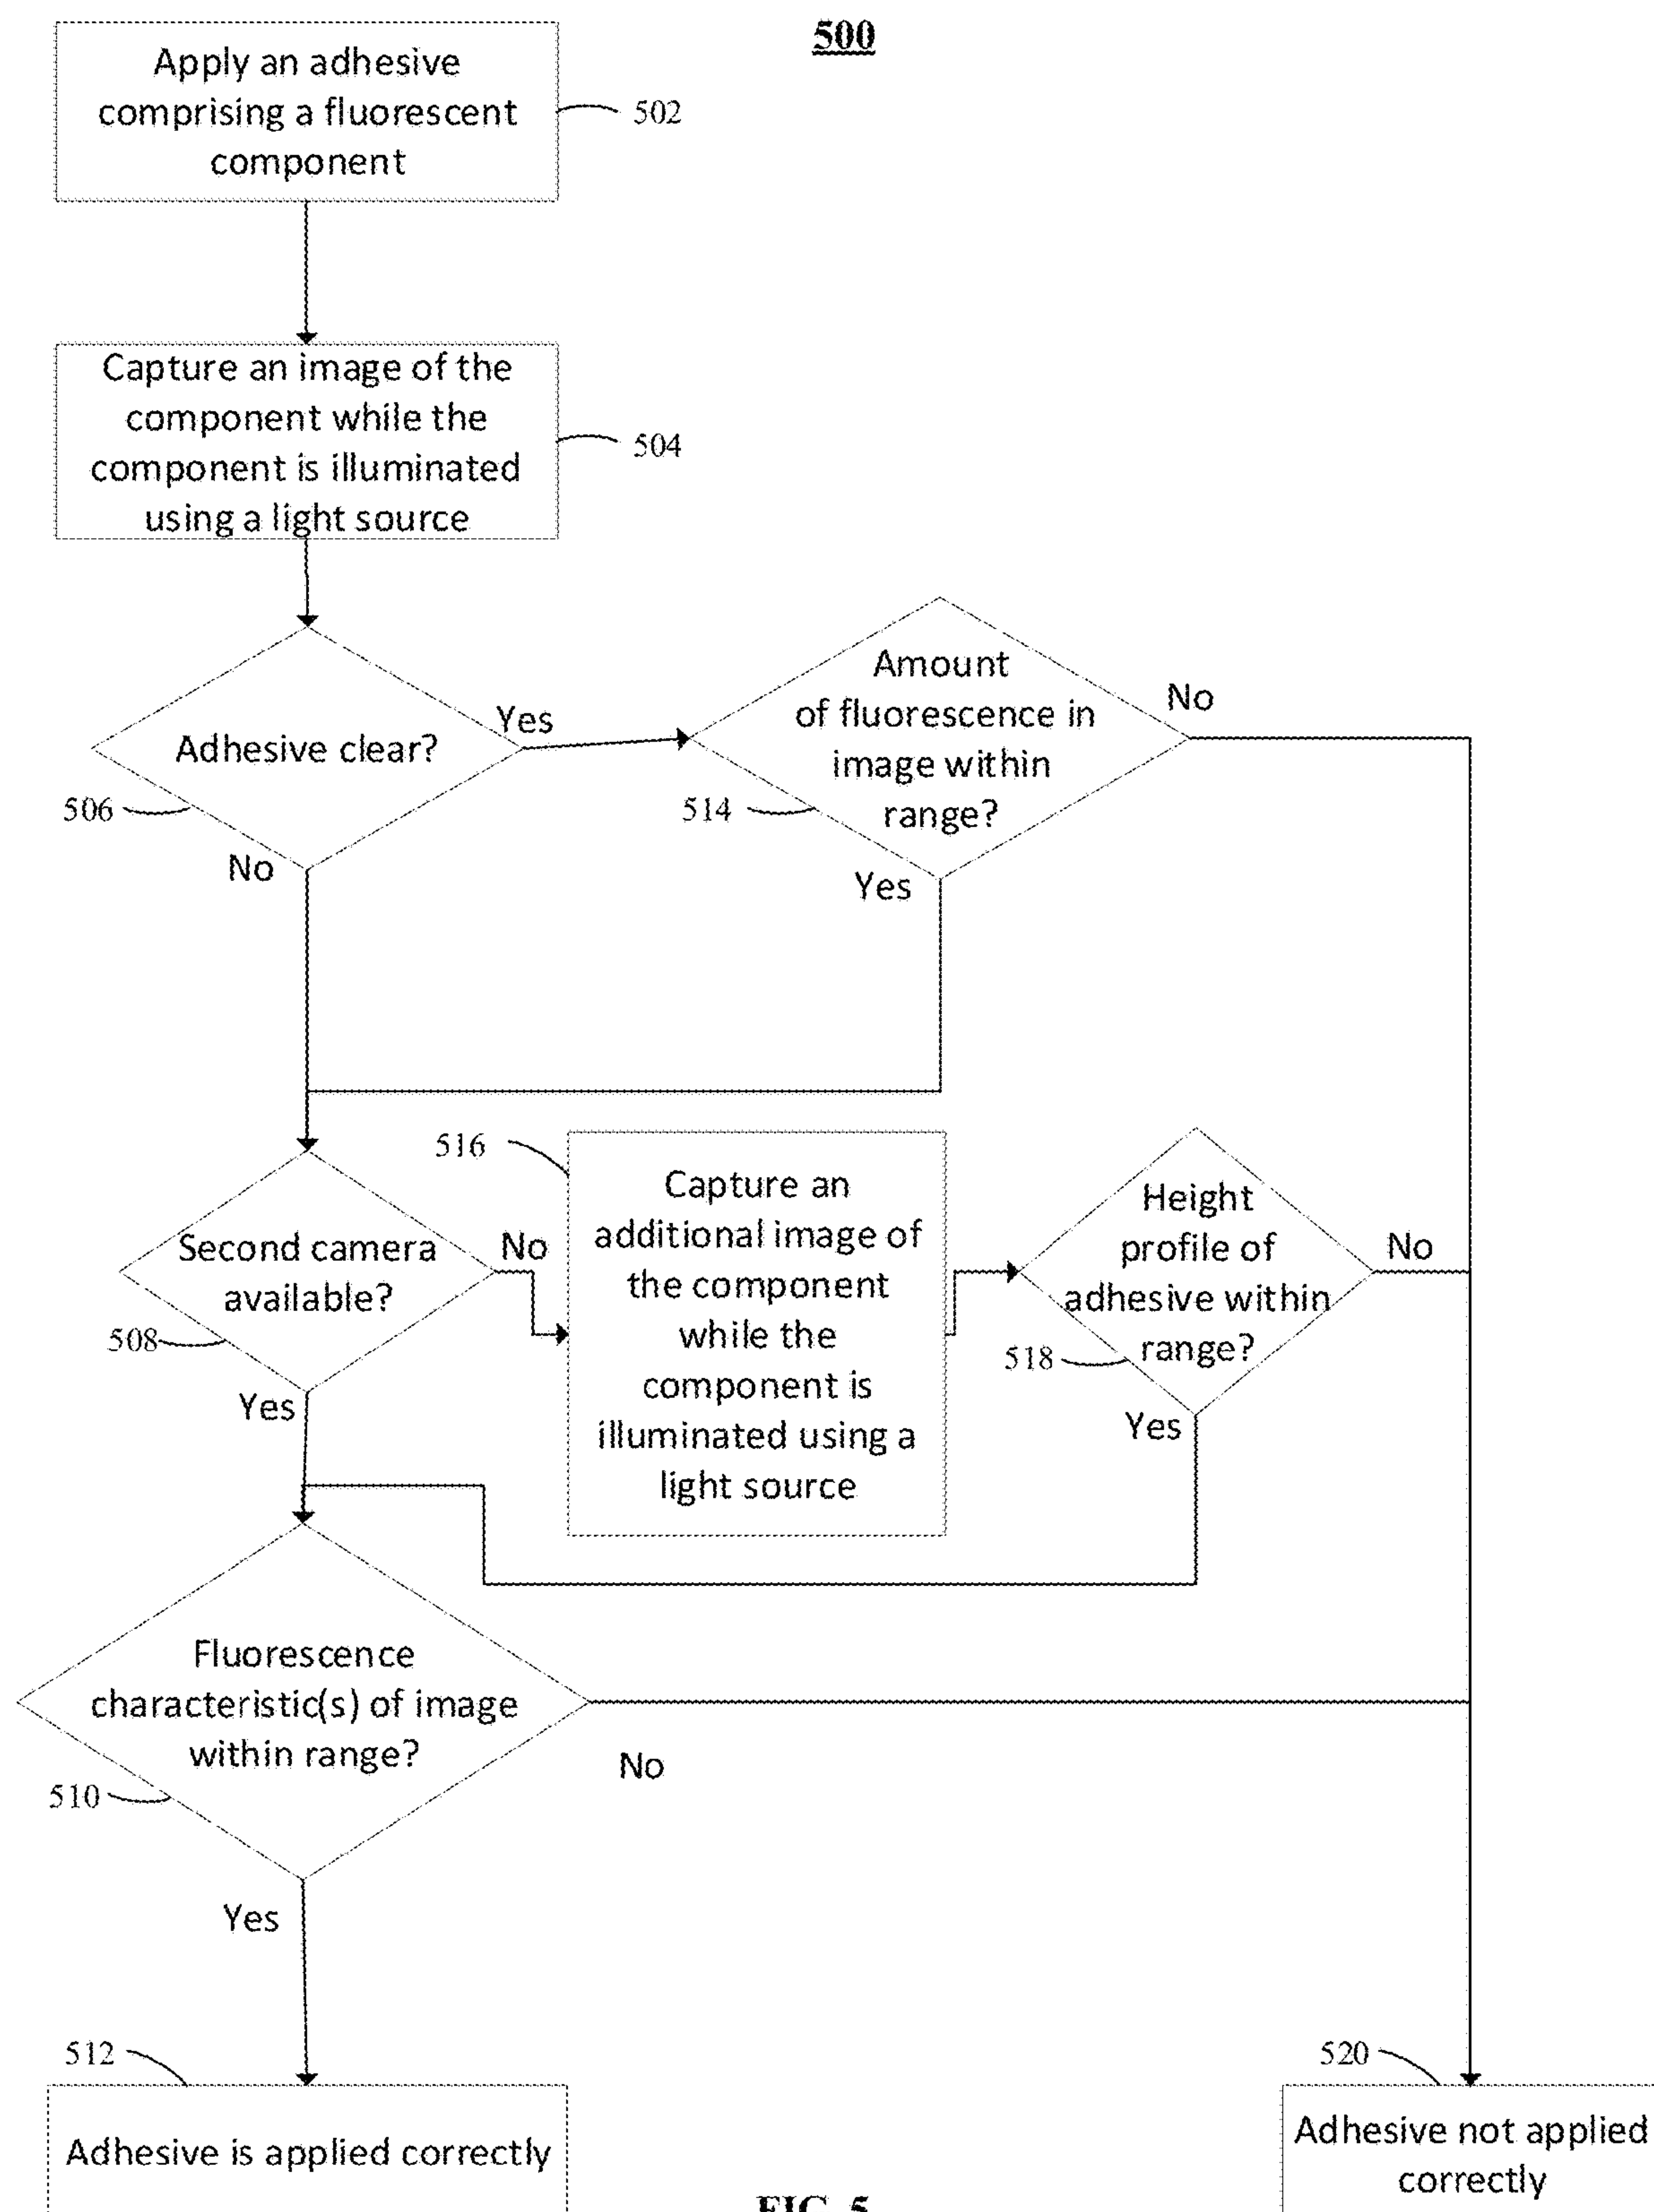 500
Apply an adhesive
comprising a fluorescent
component
502
Capture an image of the
component while the
component is illuminated
using a light source
504
Adhesive clear?
506
Yes
No
Amount
of fluorescence in
image within
range?
514
No
Yes
Second camera
available?
508
No
Yes
516
Capture an
additional image of
the component
while the
component is
illuminated using a
light source
Height
profile of
adhesive within
range?
518
No
Yes
Fluorescence
characteristic(s) of image
within range?
510
No
Yes
512
Adhesive is applied correctly
520
Adhesive not applied
correctly
FIG. 5